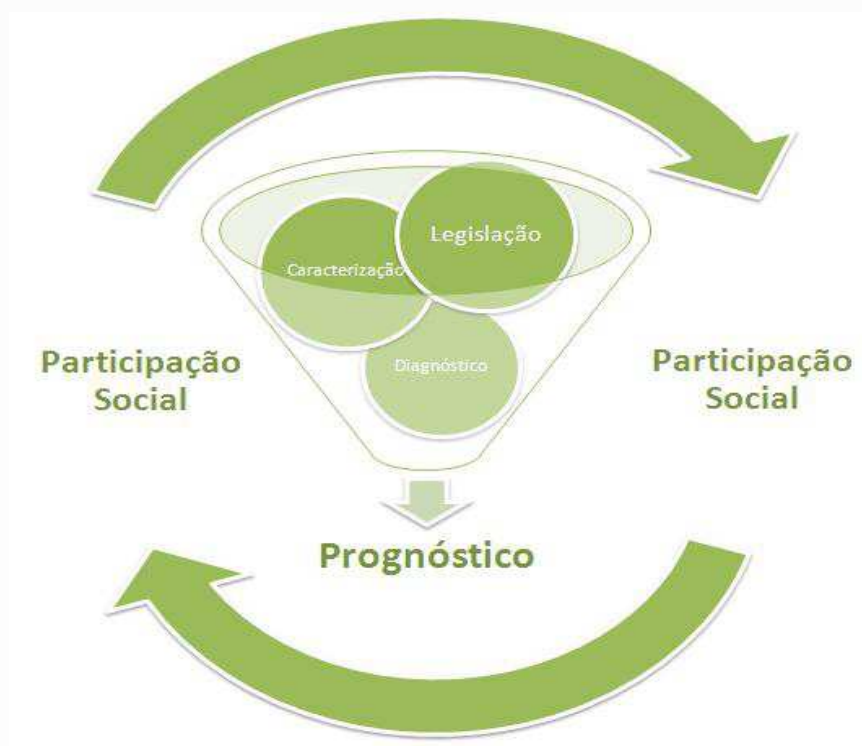 Legislação
Caracterização
Diagnóstico
Participação
Social
Participação
Social
Prognóstico